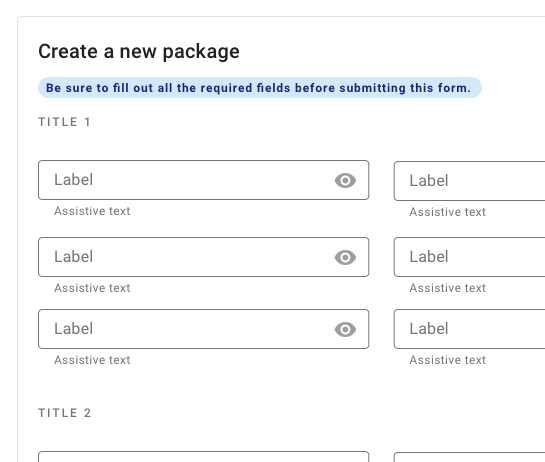 Create a new package
Be sure to fill out all the required fields before submitting this form.
TITLE 1
Label
Label
Assistive text
Assistive text
Label
Label
Assistive text
Assistive text
Label
Label
Assistive text
Assistive text
TITLE 2